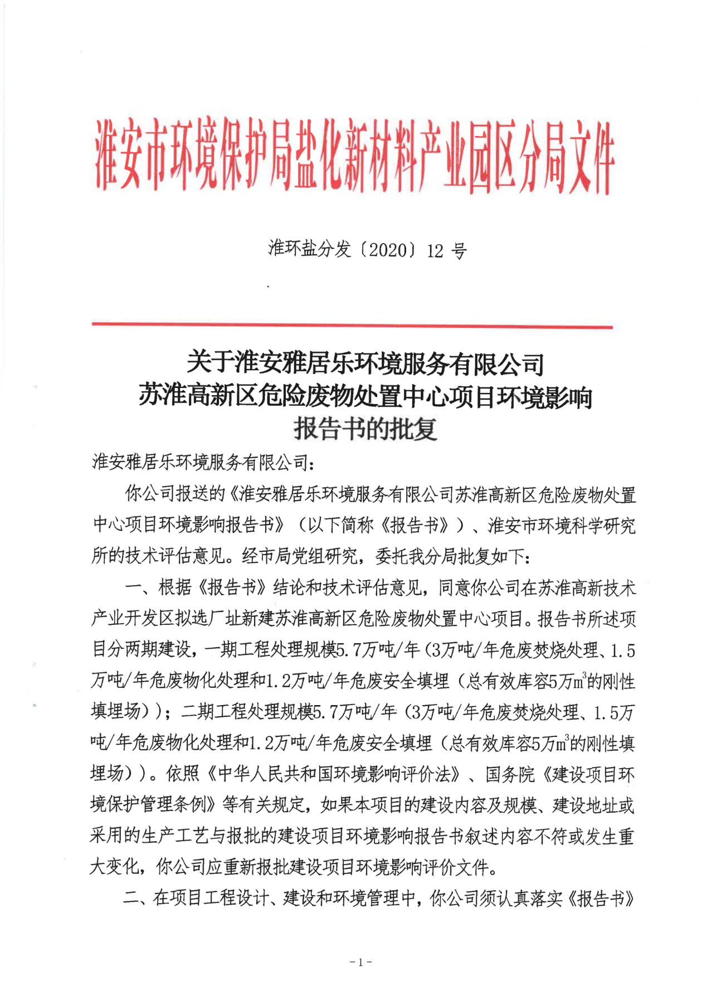 淮安市环境保护局盐化新材料产业园区分局文件
淮环盐分发〔2020〕12 号
关于淮安雅居乐环境服务有限公司
苏淮高新区危险废物处置中心项目环境影响
报告书的批复
淮安雅居乐环境服务有限公司：
你公司报送的《淮安雅居乐环境服务有限公司苏淮高新区危险废物处置
中心项目环境影响报告书》（以下简称《报告书》）、淮安市环境科学研究
所的技术评估意见。经市局党组研究，委托我分局批复如下：
一、根据《报告书》结论和技术评估意见，同意你公司在苏淮高新技术
产业开发区拟选厂址新建苏淮高新区危险废物处置中心项目。报告书所述项
目分两期建设，一期工程处理规模5.7万吨/年（3万吨/年危废焚烧处理、1.5
万吨/年危废物化处理和1.2万吨/年危废安全填埋（总有效库容5万m³的刚性
填埋场））；二期工程处理规模5.7万吨/年（3万吨/年危废焚烧处理、1.5万
吨/年危废物化处理和1.2万吨/年危废安全填埋（总有效库容5万m³的刚性填
埋场））。依照《中华人民共和国环境影响评价法》、国务院《建设项目环
境保护管理条例》等有关规定，如果本项目的建设内容及规模、建设地址或
采用的生产工艺与报批的建设项目环境影响报告书叙述内容不符或发生重
大变化，你公司应重新报批建设项目环境影响评价文件。
二、在项目工程设计、建设和环境管理中，你公司须认真落实《报告书》
- 1 -